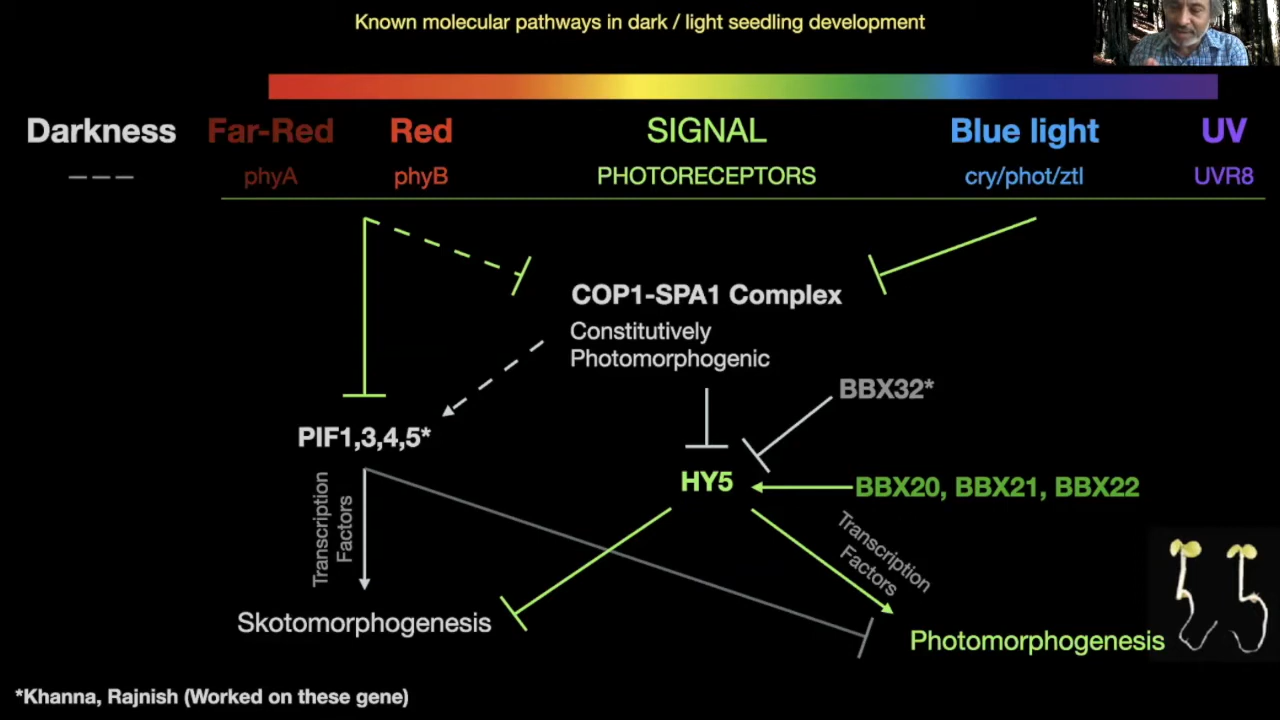 Known molecular pathways in dark / light seedling development
Darkness Far-Red Red SIGNAL Blue light UV
phyA phyB PHOTORECEPTORS cry/phot/ztl UVR8
COP1-SPA1 Complex
Constitutively
Photomorphogenic
BBX32*
PIF1,3,4,5*
HY5
BBX20, BBX21, BBX22
Transcription
Factors
Transcription
Factors
Skotomorphogenesis
Photomorphogenesis
*Khanna, Rajnish (Worked on these gene)